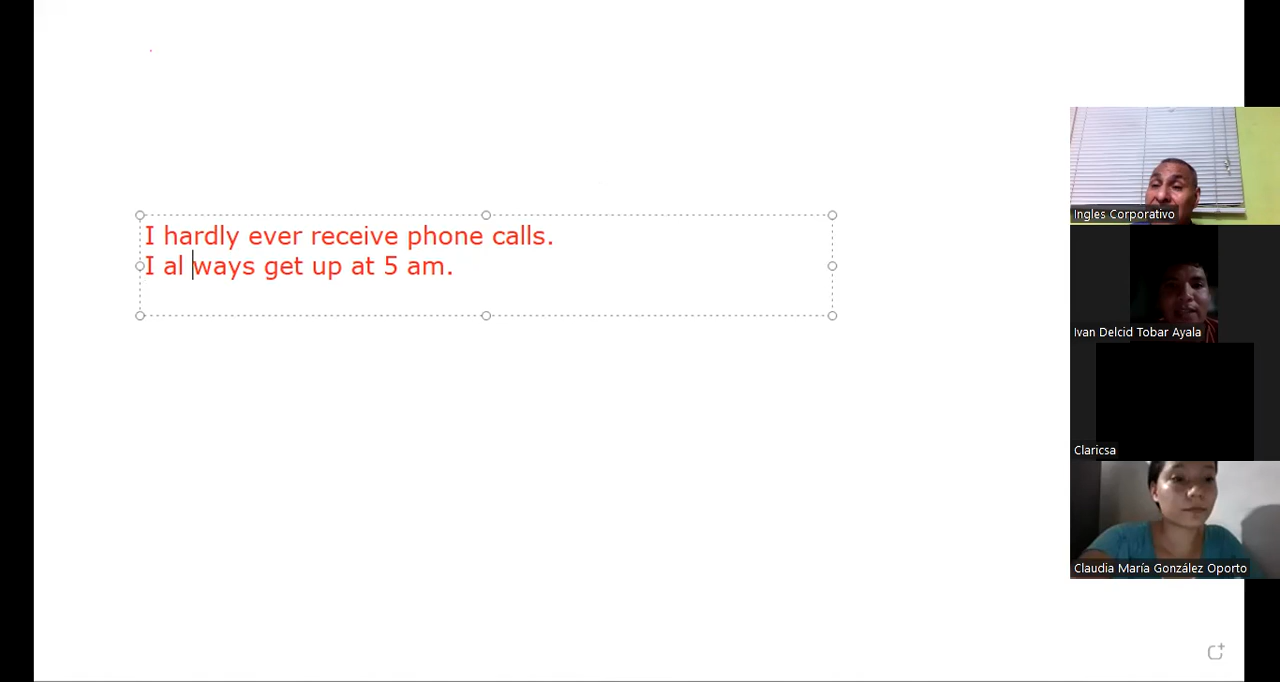 I hardly ever receive phone calls.
I al ways get up at 5 am.
Ingles Corporativo
Ivan Delcid Tobar Ayala
Claricsa
Claudia María González Oporto